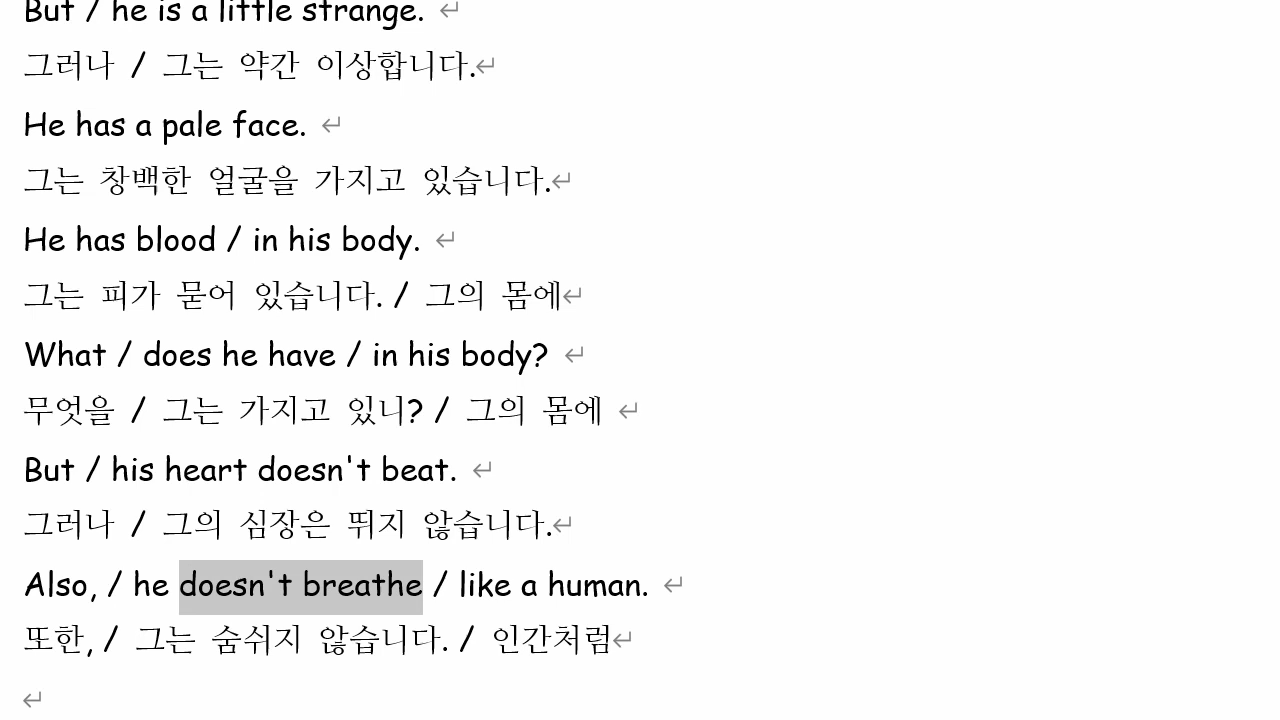 But / he is a little strange.
그러나 / 그는 약간 이상합니다.
He has a pale face.
그는 창백한 얼굴을 가지고 있습니다.
He has blood / in his body.
그는 피가 묻어 있습니다. / 그의 몸에
What / does he have / in his body?
무엇을 / 그는 가지고 있니? / 그의 몸에
But / his heart doesn't beat.
그러나 / 그의 심장은 뛰지 않습니다.
Also, / he doesn't breathe / like a human.
또한, / 그는 숨쉬지 않습니다. / 인간처럼